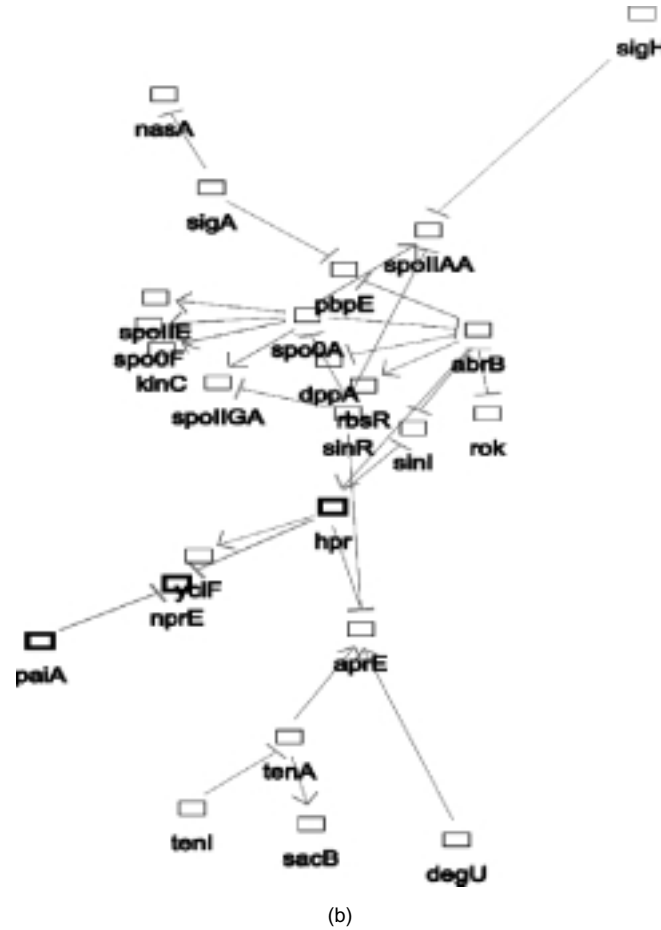 sigH
nasA
sigA
spoIIAA
pbpE
spoIIE
spo0A
abrB
spo0F
kinC
dppA
spoIIGA
rbsR
sinR
sinI
rok
hpr
yclF
nprE
aprE
paiA
tenA
tenI
sacB
degU
(b)